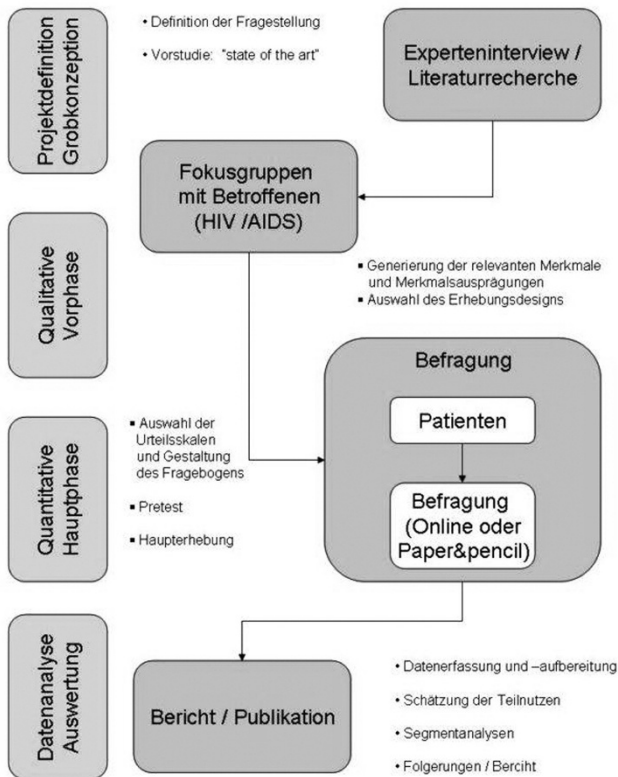 Projektdefinition
Grobkonzeption
• Definition der Fragestellung
• Vorstudie: "state of the art"
Experteninterview /
Literaturrecherche
Fokusgruppen
mit Betroffenen
(HIV /AIDS)
Qualitative
Vorphase
▪ Generierung der relevanten Merkmale
und Merkmalsausprägungen
▪ Auswahl des Erhebungsdesigns
Quantitative
Hauptphase
▪ Auswahl der
Urteilsskalen
und Gestaltung
des Fragebogens
▪ Pretest
▪ Haupterhebung
Befragung
Patienten
Befragung
(Online oder
Paper&pencil)
Datenanalyse
Auswertung
Bericht / Publikation
• Datenerfassung und –aufbereitung
• Schätzung der Teilnutzen
• Segmentanalysen
• Folgerungen / Berciht